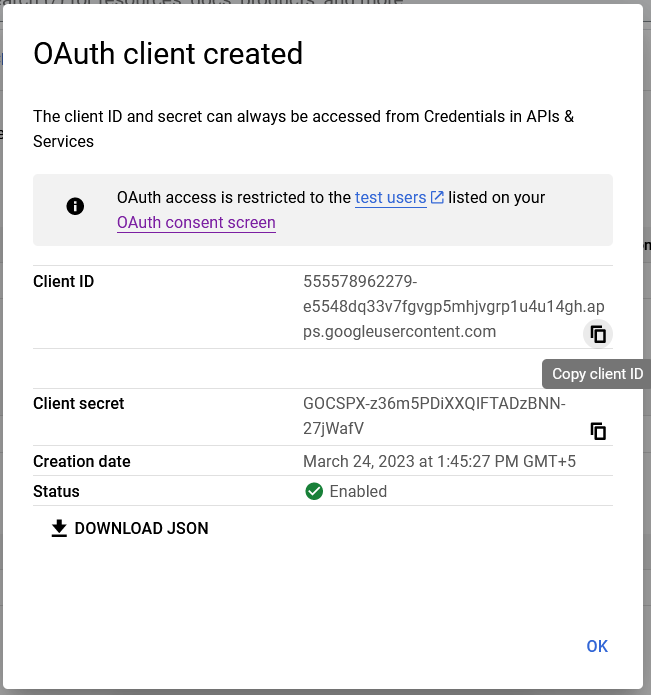 OAuth client created
The client ID and secret can always be accessed from Credentials in APIs &
Services
OAuth access is restricted to the test users listed on your
OAuth consent screen
Client ID
555578962279-
e5548dq33v7fgvgp5mhjvgrp1u4u14gh.ap
ps.googleusercontent.com
Copy client ID
Client secret
GOCSPX-z36m5PDiXXQIFTADzBNN-
27jWafV
Creation date March 24, 2023 at 1:45:27 PM GMT+5
Status Enabled
DOWNLOAD JSON
OK